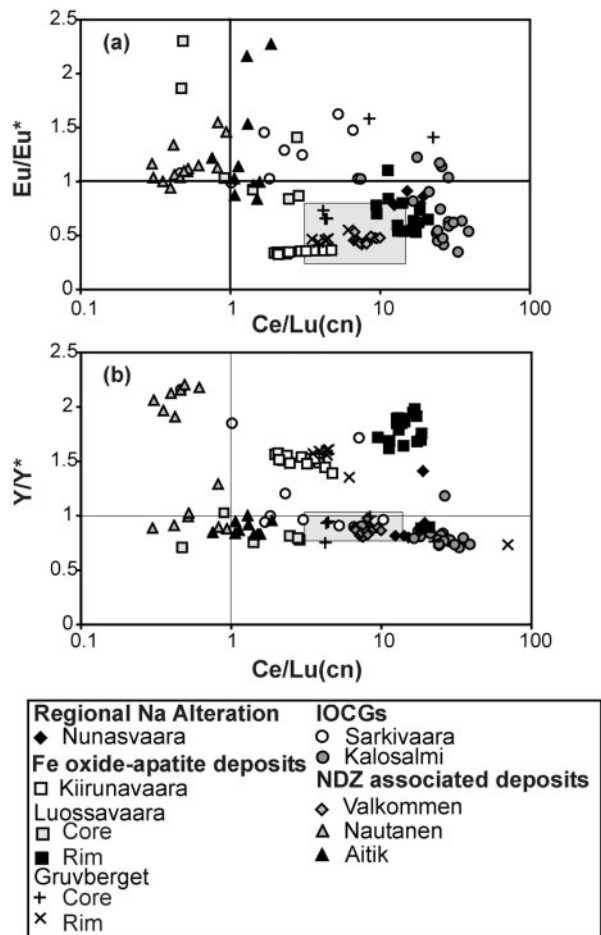 (a)
2.5
2
1.5
1
0.5
0
Eu/Eu*
0.1 1 10 100
Ce/Lu(cn)
(b)
2.5
2
1.5
1
0.5
0
Y/Y*
0.1 1 10 100
Ce/Lu(cn)
Regional Na Alteration
Nunasvaara
Fe oxide-apatite deposits
Kiirunavaara
Luossavaara
Core
Rim
Gruvberget
Core
Rim
IOCGs
Sarkivaara
Kalosalmi
NDZ associated deposits
Valkommen
Nautanen
Aitik